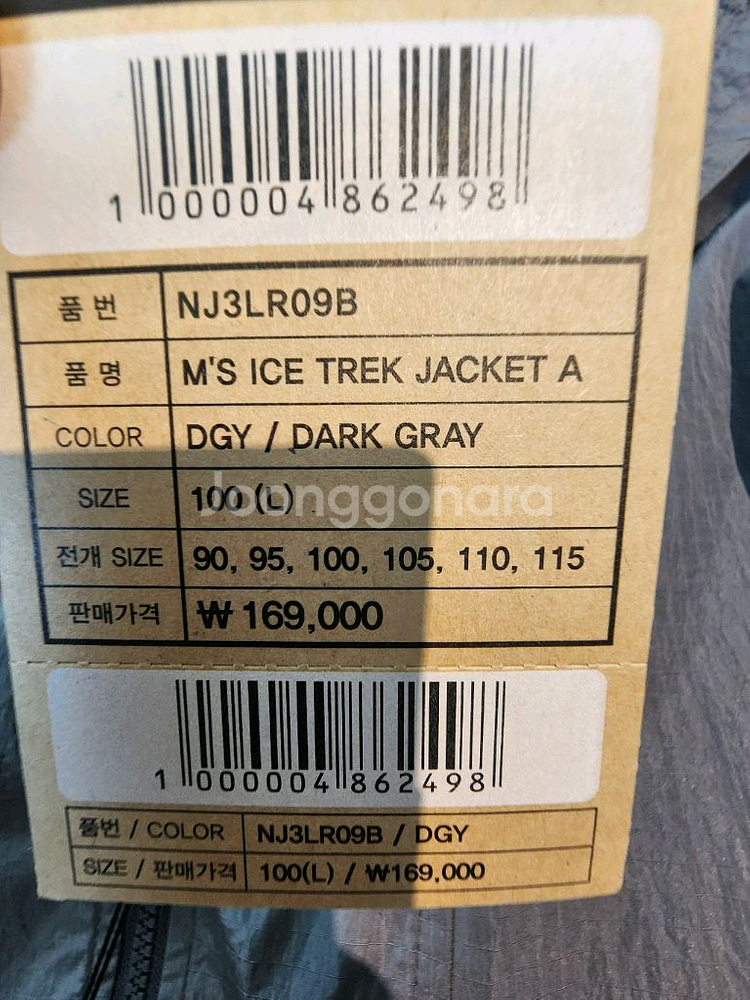 1 000004 862498
품 번 NJ3LR09B
품 명 M'S ICE TREK JACKET A
COLOR DGY / DARK GRAY
SIZE 100 (L)
Joonggonara
전개 SIZE 90, 95, 100, 105, 110, 115
판매가격 ₩ 169,000
1 000004 862498
품번 / COLOR NJ3LR09B / DGY
SIZE / 판매가격 100(L) / ₩169,000